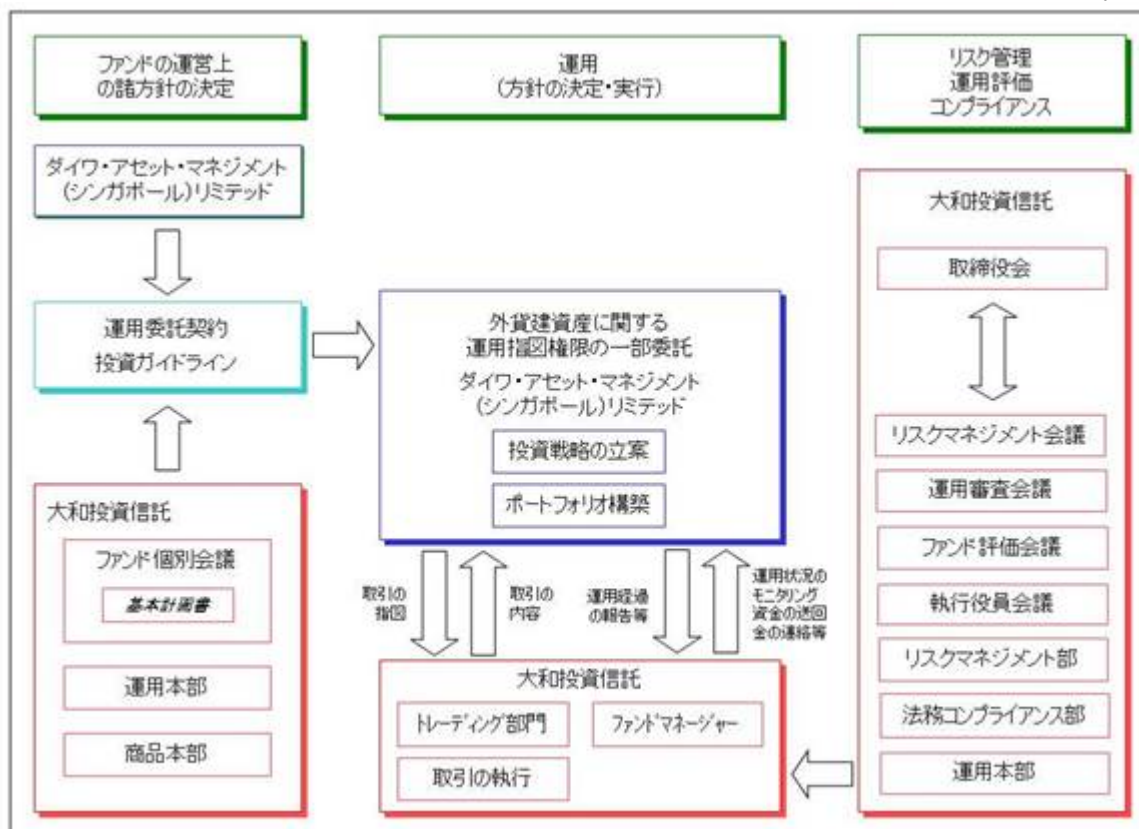 ファンドの運営上
の諸方針の決定
運用
(方針の決定・実行)
リスク管理
運用評価
コンプライアンス
ダイワ・アセット・マネジメント
(シンガポール)リミテッド
運用委託契約
投資ガイドライン
大和投資信託
ファンド個別会議
基本計画書
運用本部
商品本部
外貨建資産に関する
運用指図権限の一部委託
ダイワ・アセット・マネジメント
(シンガポール)リミテッド
投資戦略の立案
ポートフォリオ構築
取引の
指図
取引の
内容
運用経過
の報告等
運用状況の
モニタリング
資金の送回
金の連絡等
大和投資信託
トレーディング部門
ファンドマネージャー
取引の執行
大和投資信託
取締役会
リスクマネジメント会議
運用審査会議
ファンド評価会議
執行役員会議
リスクマネジメント部
法務コンプライアンス部
運用本部